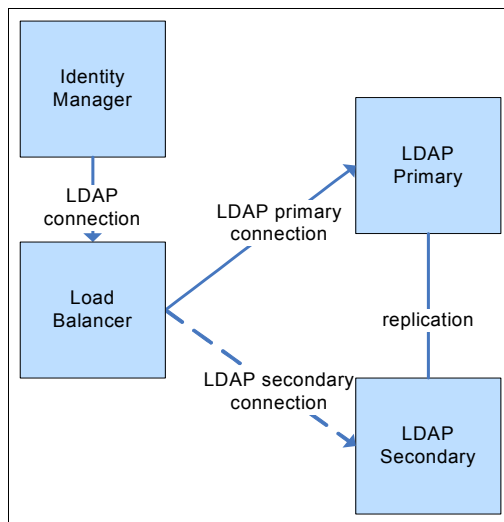 Identity
Manager
LDAP
connection
Load
Balancer
LDAP primary
connection
LDAP
Primary
replication
LDAP secondary
connection
LDAP
Secondary